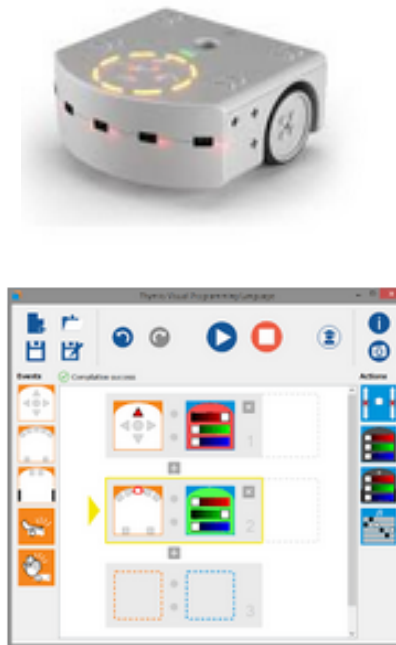 Thymio Visual Programming Language
Events
Compilation success
Actions
1
2
3